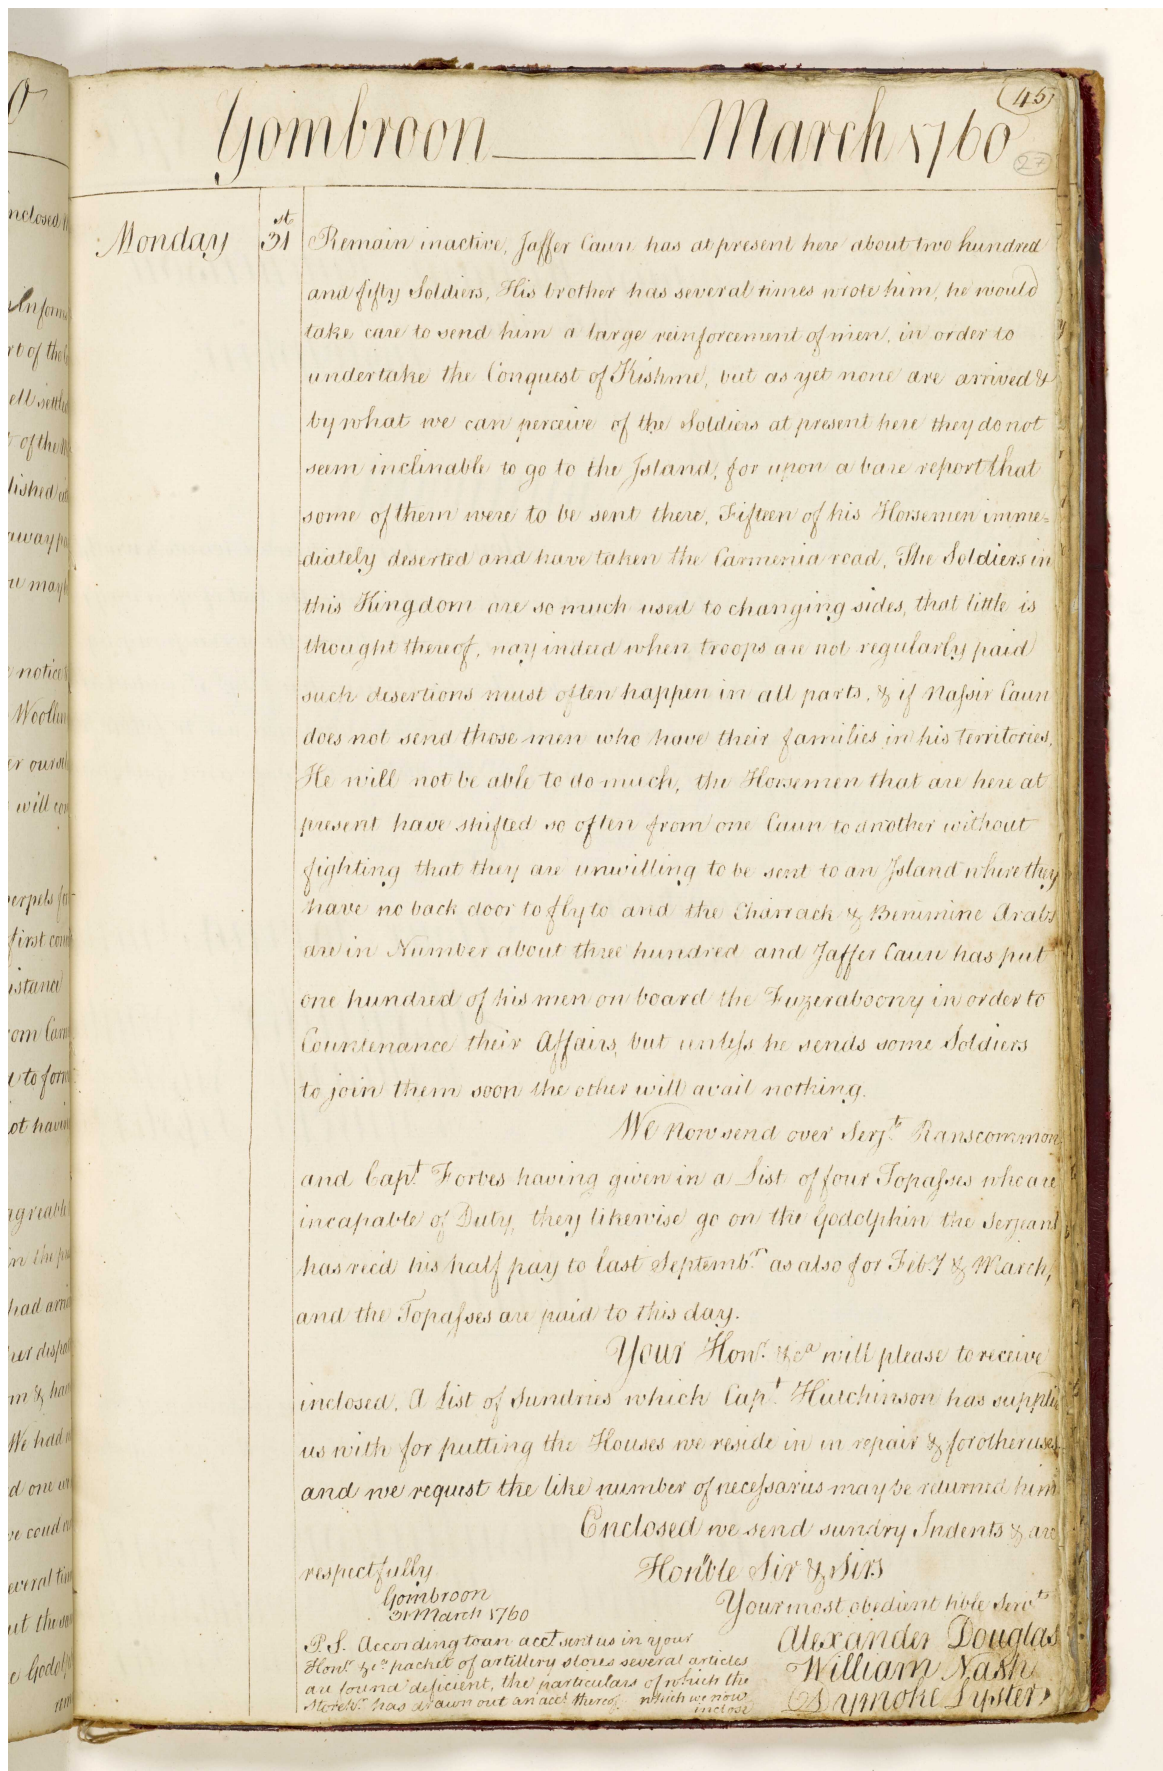 45
Gombroon March 1760
27
Monday 31st Remain inactive, Jaffer Caun has at present here about two hundred
and fifty Soldiers, His brother has several times wrote him, he would
take care to send him a large reinforcement of men, in order to
undertake the Conquest of Kishme, but as yet none are arrived &
by what we can perceive of the Soldiers at present here they do not
seem inclinable to go to the Island, for upon a bare report that
some of them were to be sent there, Fifteen of his Horsemen imme=
diately deserted and have taken the Carmenia road, The Soldiers in
this Kingdom are so much used to changing sides, that little is
thought thereof, nay indeed when troops are not regularly paid
such desertions must often happen in all parts, & if Nassir Caun
does not send those men who have their families in his territories,
He will not be able to do much, the Horsemen that are here at
present have shifted so often from one Caun to another without
fighting that they are unwilling to be sent to an Island where they
have no back door to fly to and the Charrack & Benimine Arabs
are in Number about three hundred and Jaffer Caun has put
one hundred of his men on board the Fuzeraboony in order to
Countenance their Affairs, but unless he sends some Soldiers
to join them soon the other will avail nothing.
We now send over Serjt. Ranscommon
and Capt. Forbes having given in a List of four Topasses who are
incapable of Duty, they likewise go on the Godolphin the Serjeant
has recd his half pay to last Septembr. as also for Feby & March,
and the Topasses are paid to this day.
Your Honr. &ca will please to receive
inclosed, A List of Sundries which Capt. Hutchinson has supplied
us with for putting the Houses we reside in in repair & for other uses
and we request the like number of necessaries may be returned him
Enclosed we send sundry Indents & are
respectfully Hon'ble Sir & Sirs
Gombroon
31 March 1760
Your most obedient hble Servts
P.S. According to an acct sent us in your
Honr. &ca packet of artillery stores several articles
are found deficient, the particulars of which the
Storekr. has drawn out an acct. thereof which we now
inclose
Alexander Douglas
William Nash
Dymoke Lyster